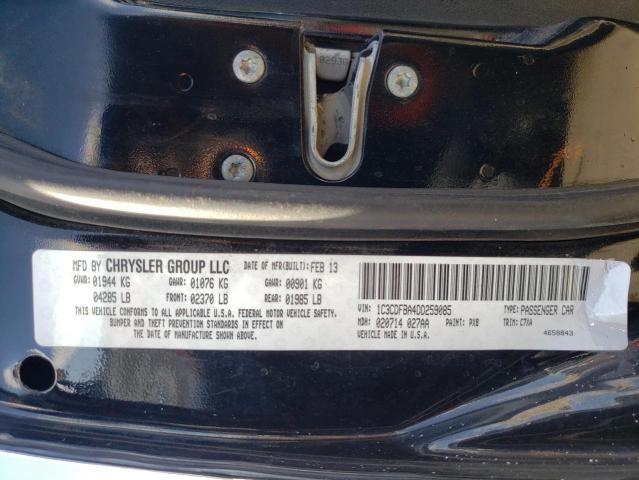 82939
MFD BY CHRYSLER GROUP LLC DATE OF MFR(BUILT): FEB 13
GVWR: 01944 KG GAWR: 01076 KG GAWR: 00901 KG
04285 LB FRONT: 02370 LB REAR: 01985 LB
THIS VEHICLE CONFORMS TO ALL APPLICABLE U.S.A. FEDERAL MOTOR VEHICLE SAFETY,
BUMPER AND THEFT PREVENTION STANDARDS IN EFFECT ON
THE DATE OF MANUFACTURE SHOWN ABOVE.
VIN: 1C3CDFBA4DD259085 TYPE: PASSENGER CAR
MDH: 020714 027AA PAINT: PXB TRIM: C7XA
VEHICLE MADE IN U.S.A. 4658843